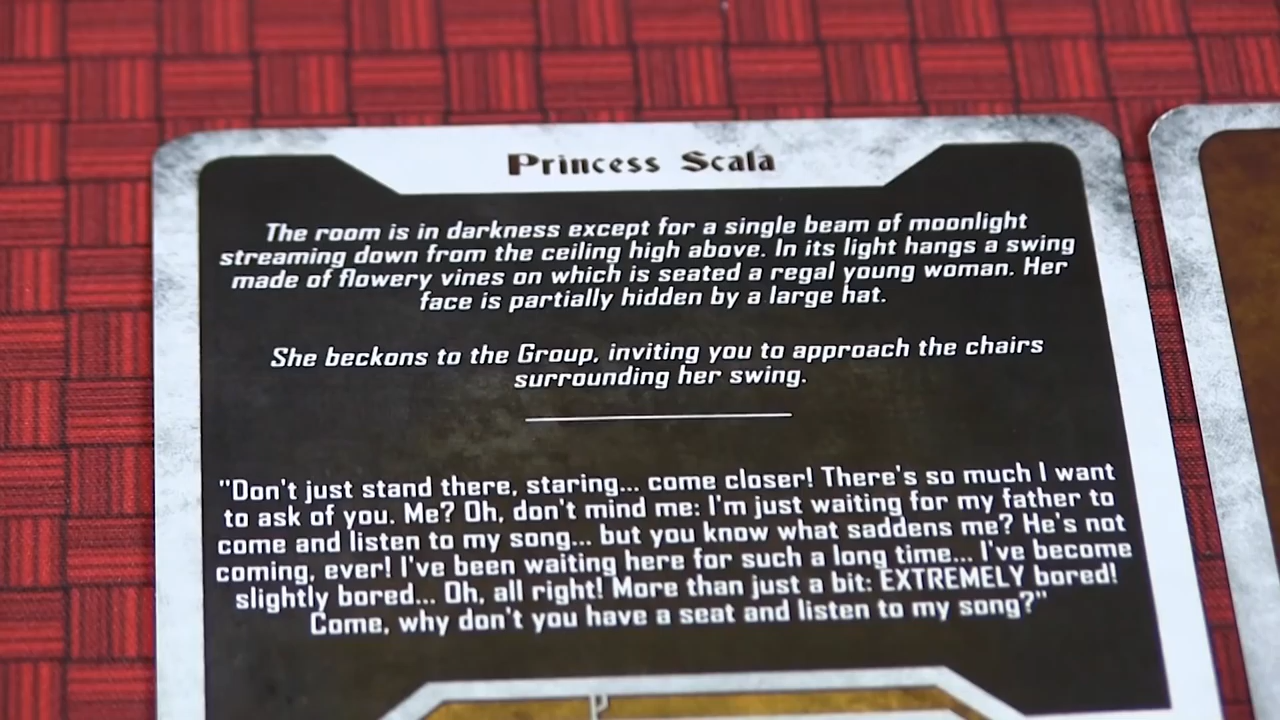 Princess Scala
The room is in darkness except for a single beam of moonlight
streaming down from the ceiling high above. In its light hangs a swing
made of flowery vines on which is seated a regal young woman. Her
face is partially hidden by a large hat.
She beckons to the Group, inviting you to approach the chairs
surrounding her swing.
"Don't just stand there, staring... come closer! There's so much I want
to ask of you. Me? Oh, don't mind me: I'm just waiting for my father to
come and listen to my song... but you know what saddens me? He's not
coming, ever! I've been waiting here for such a long time... I've become
slightly bored... Oh, all right! More than just a bit: EXTREMELY bored!
Come, why don't you have a seat and listen to my song?"